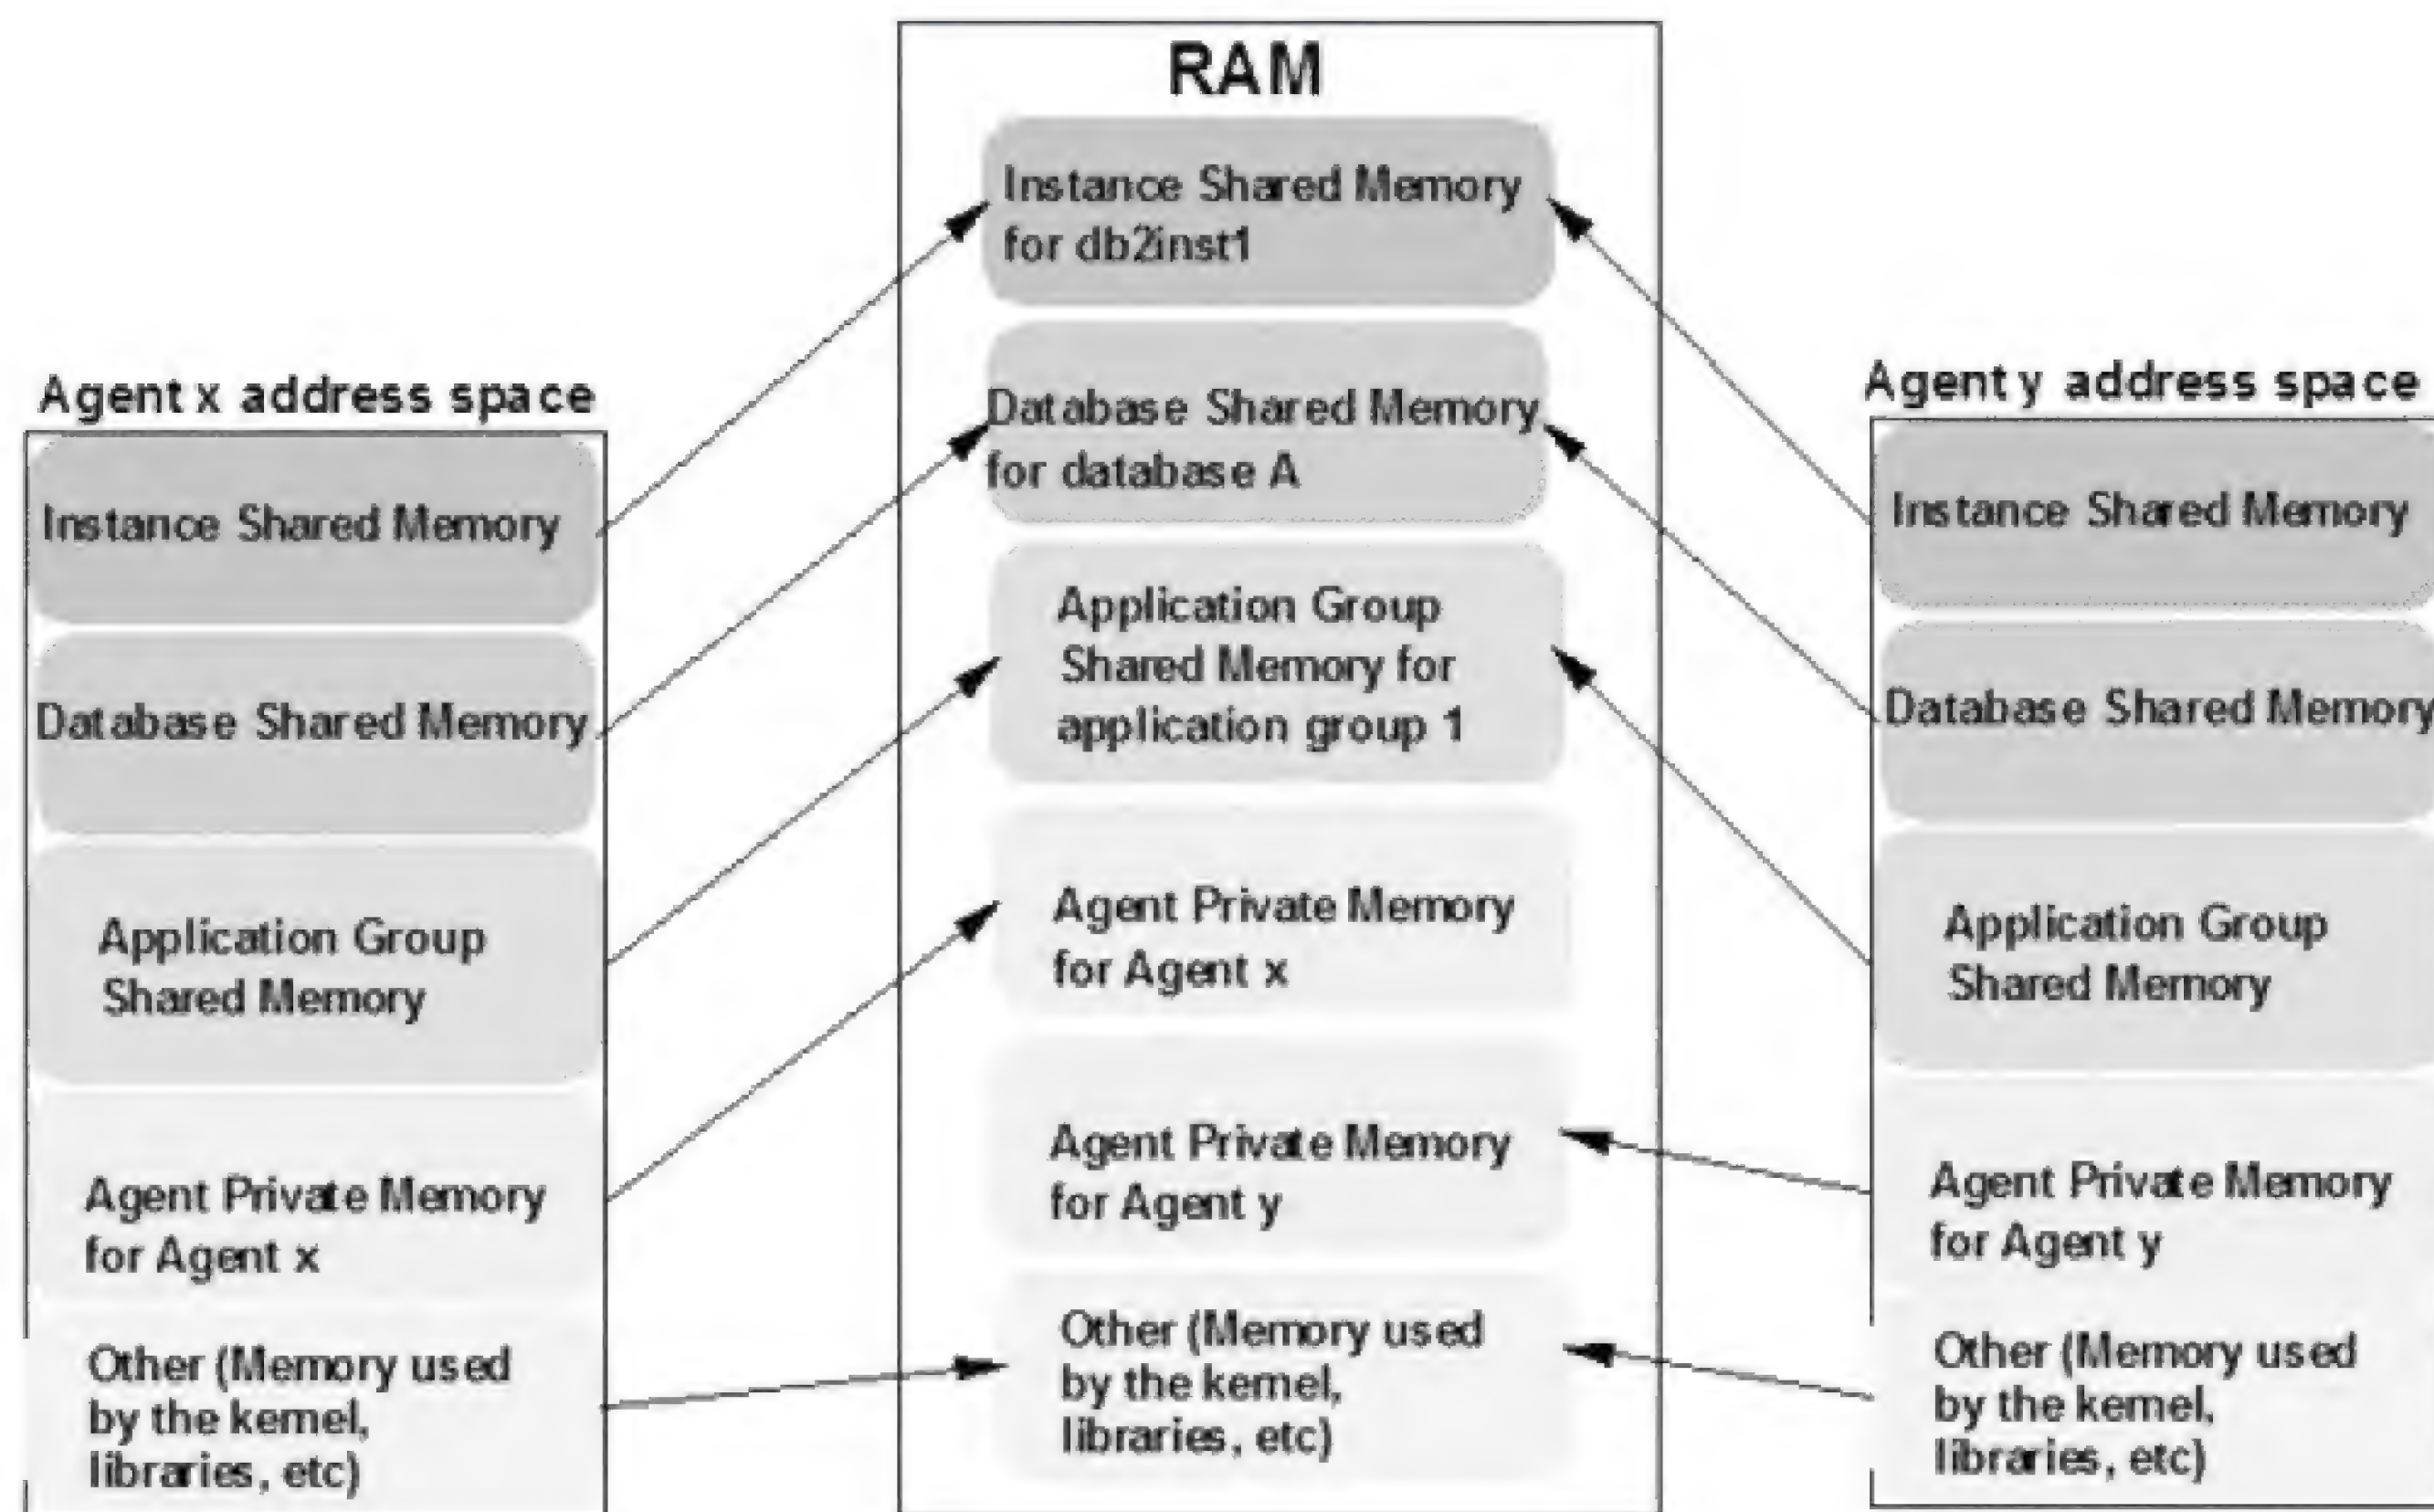 RAM
Instance Shared Memory
for db2inst1
Database Shared Memory
for database A
Application Group
Shared Memory for
application group 1
Agent Private Memory
for Agent x
Agent Private Memory
for Agent y
Other (Memory used
by the kernel,
libraries, etc)
Agent x address space
Instance Shared Memory
Database Shared Memory
Application Group
Shared Memory
Agent Private Memory
for Agent x
Other (Memory used
by the kernel,
libraries, etc)
Agent y address space
Instance Shared Memory
Database Shared Memory
Application Group
Shared Memory
Agent Private Memory
for Agent y
Other (Memory used
by the kernel,
libraries, etc)